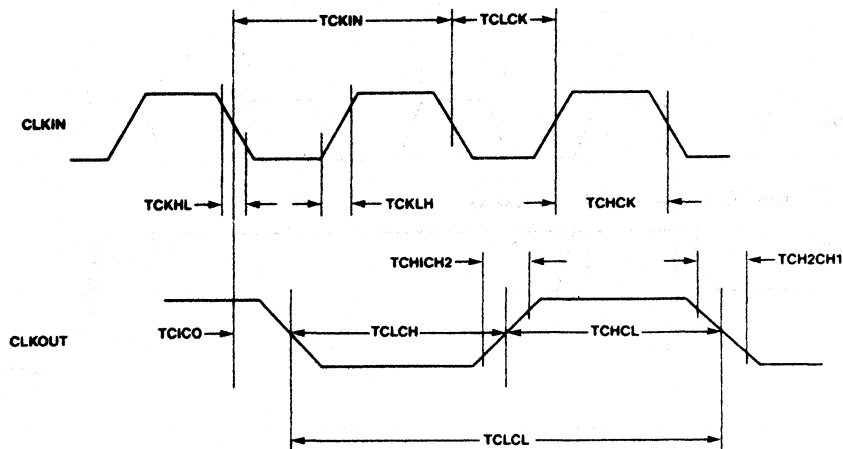 TCKIN
TCLCK
CLKIN
TCKHL
TCKLH
TCHCK
TCHICH2
TCH2CH1
CLKOUT
TCICO
TCLCH
TCHCL
TCLCL